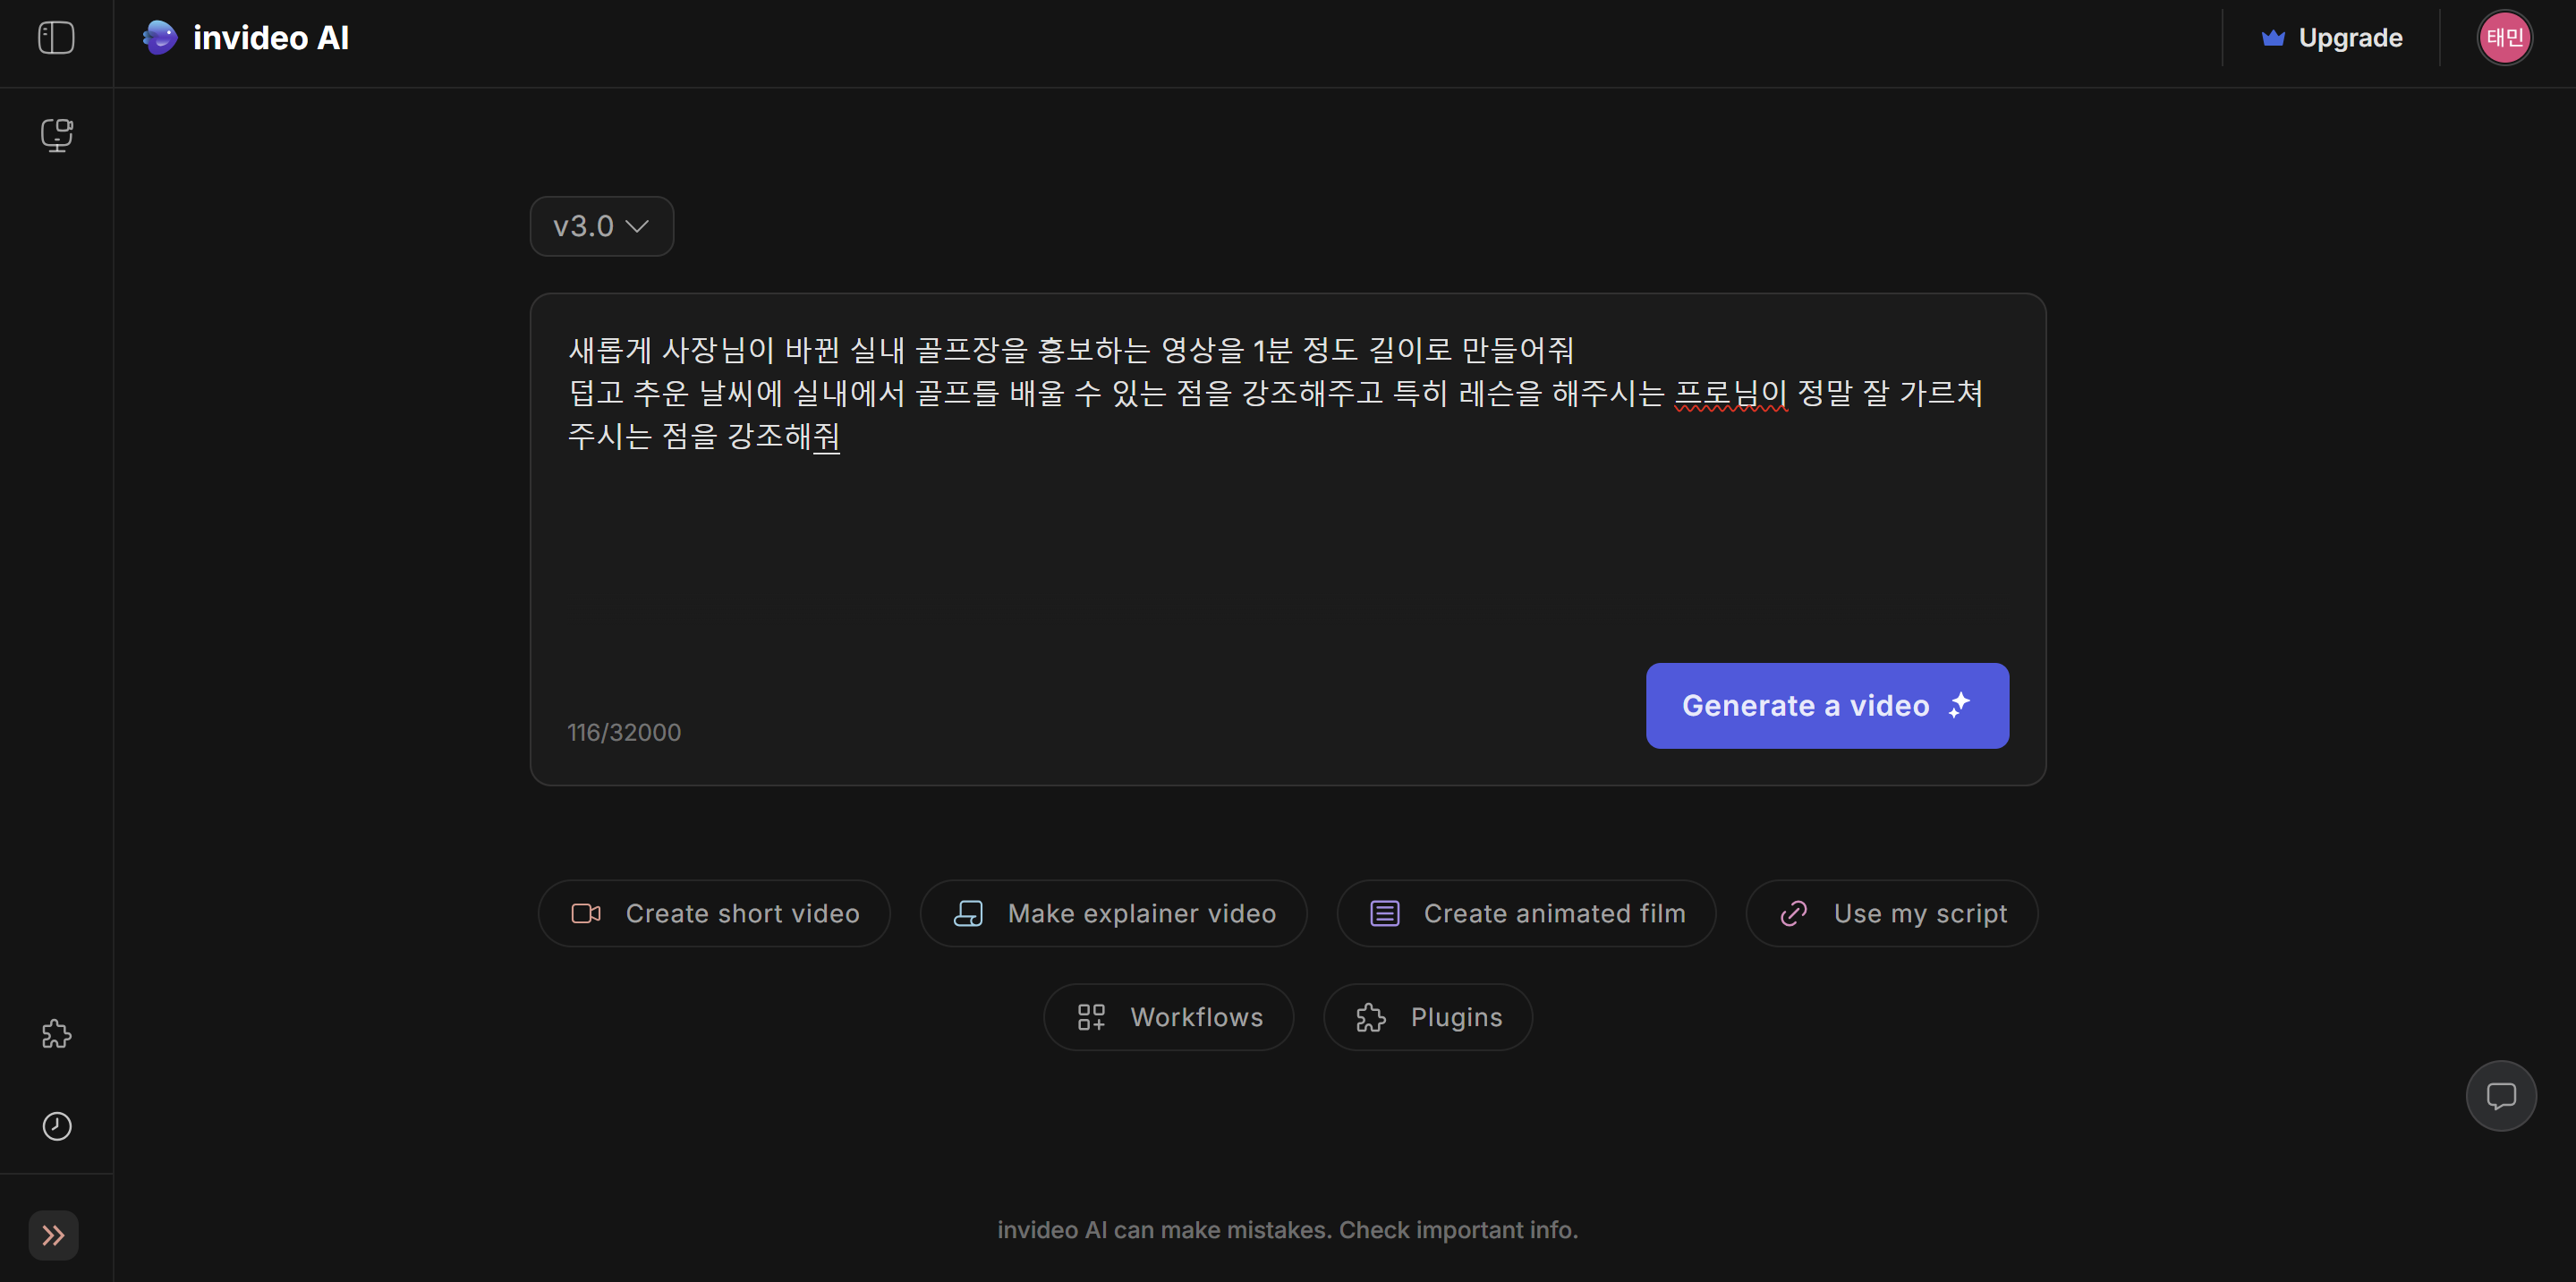 invideo AI
Upgrade
태민
v3.0
새롭게 사장님이 바뀐 실내 골프장을 홍보하는 영상을 1분 정도 길이로 만들어줘
덥고 추운 날씨에 실내에서 골프를 배울 수 있는 점을 강조해주고 특히 레슨을 해주시는 프로님이 정말 잘 가르쳐
주시는 점을 강조해줘
116/32000
Generate a video
Create short video
Make explainer video
Create animated film
Use my script
Workflows
Plugins
invideo AI can make mistakes. Check important info.